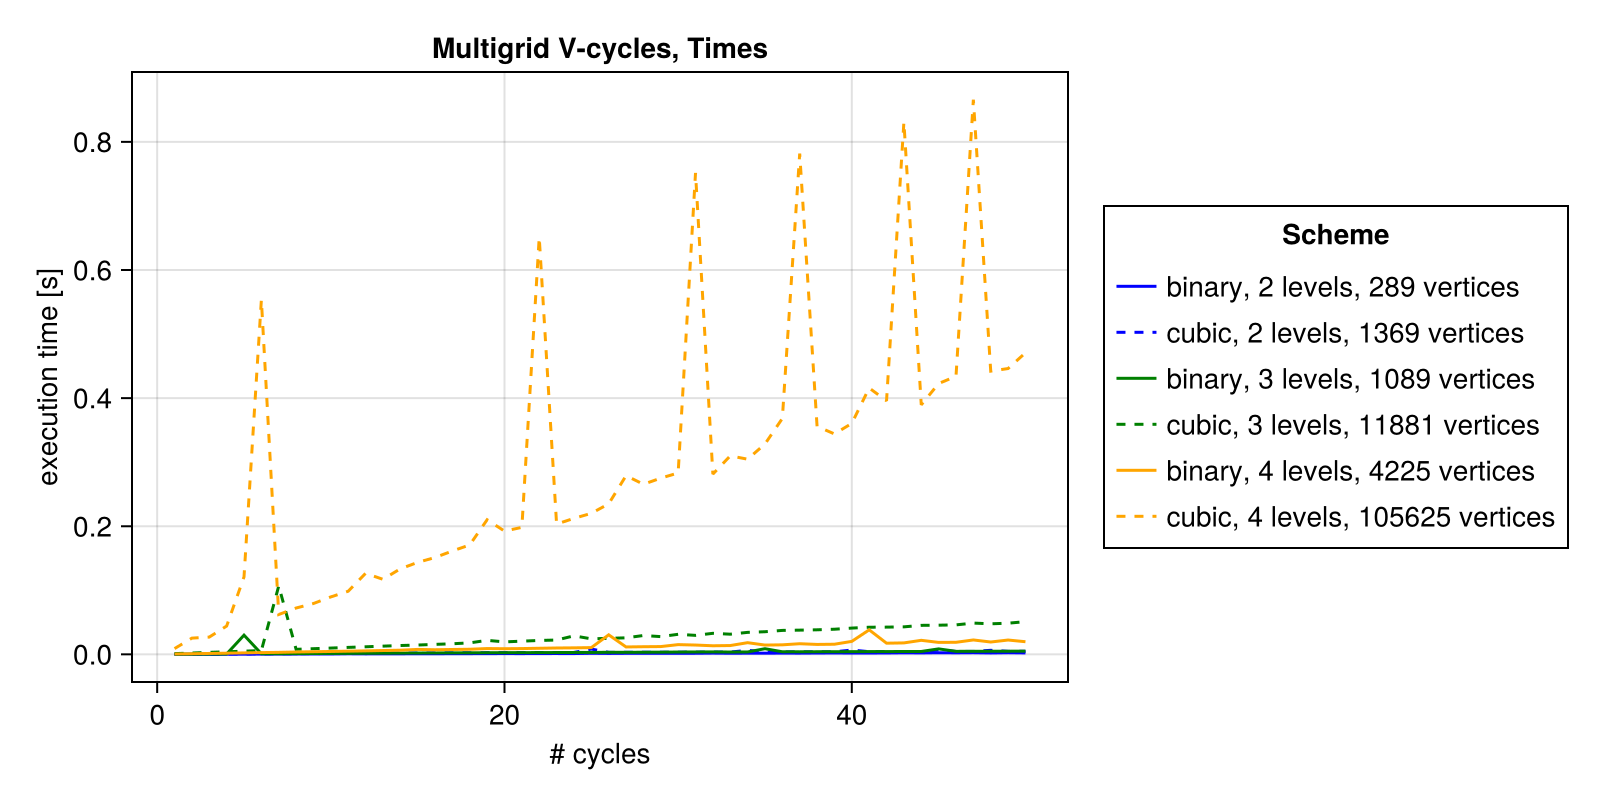 Multigrid V-cycles, Times
execution time [s]
0.8
0.6
0.4
0.2
0.0
0
20
40
# cycles
Scheme
binary, 2 levels, 289 vertices
cubic, 2 levels, 1369 vertices
binary, 3 levels, 1089 vertices
cubic, 3 levels, 11881 vertices
binary, 4 levels, 4225 vertices
cubic, 4 levels, 105625 vertices